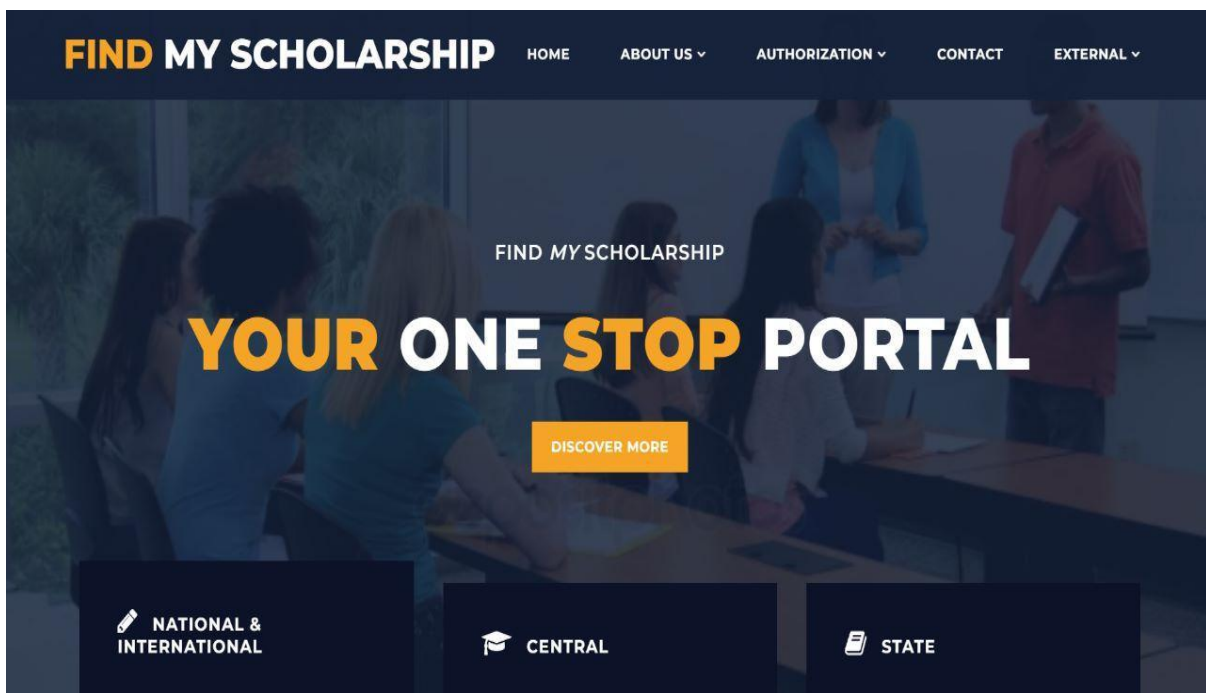 FIND MY SCHOLARSHIP HOME ABOUT US AUTHORIZATION CONTACT EXTERNAL
FIND MY SCHOLARSHIP
YOUR ONE STOP PORTAL
DISCOVER MORE
NATIONAL &
INTERNATIONAL
CENTRAL
STATE